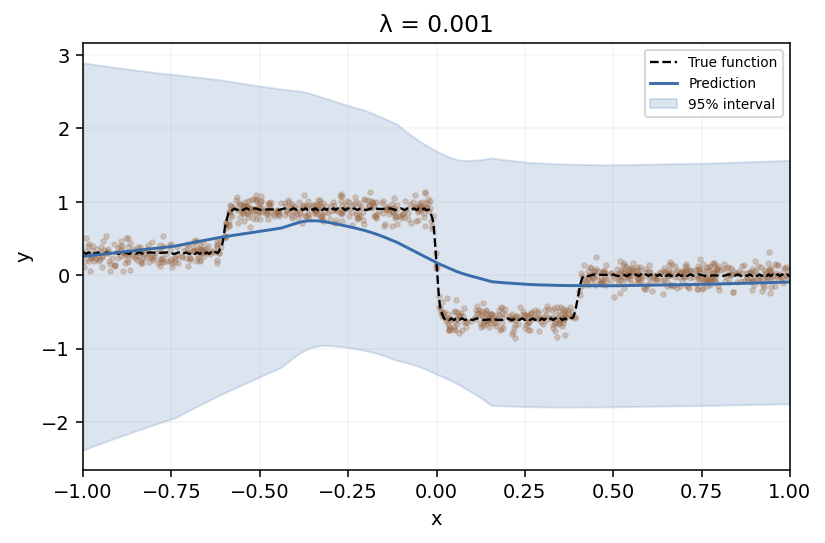 λ = 0.001
3
2
1
0
−1
−2
y
True function
Prediction
95% interval
−1.00 −0.75 −0.50 −0.25 0.00 0.25 0.50 0.75 1.00
x